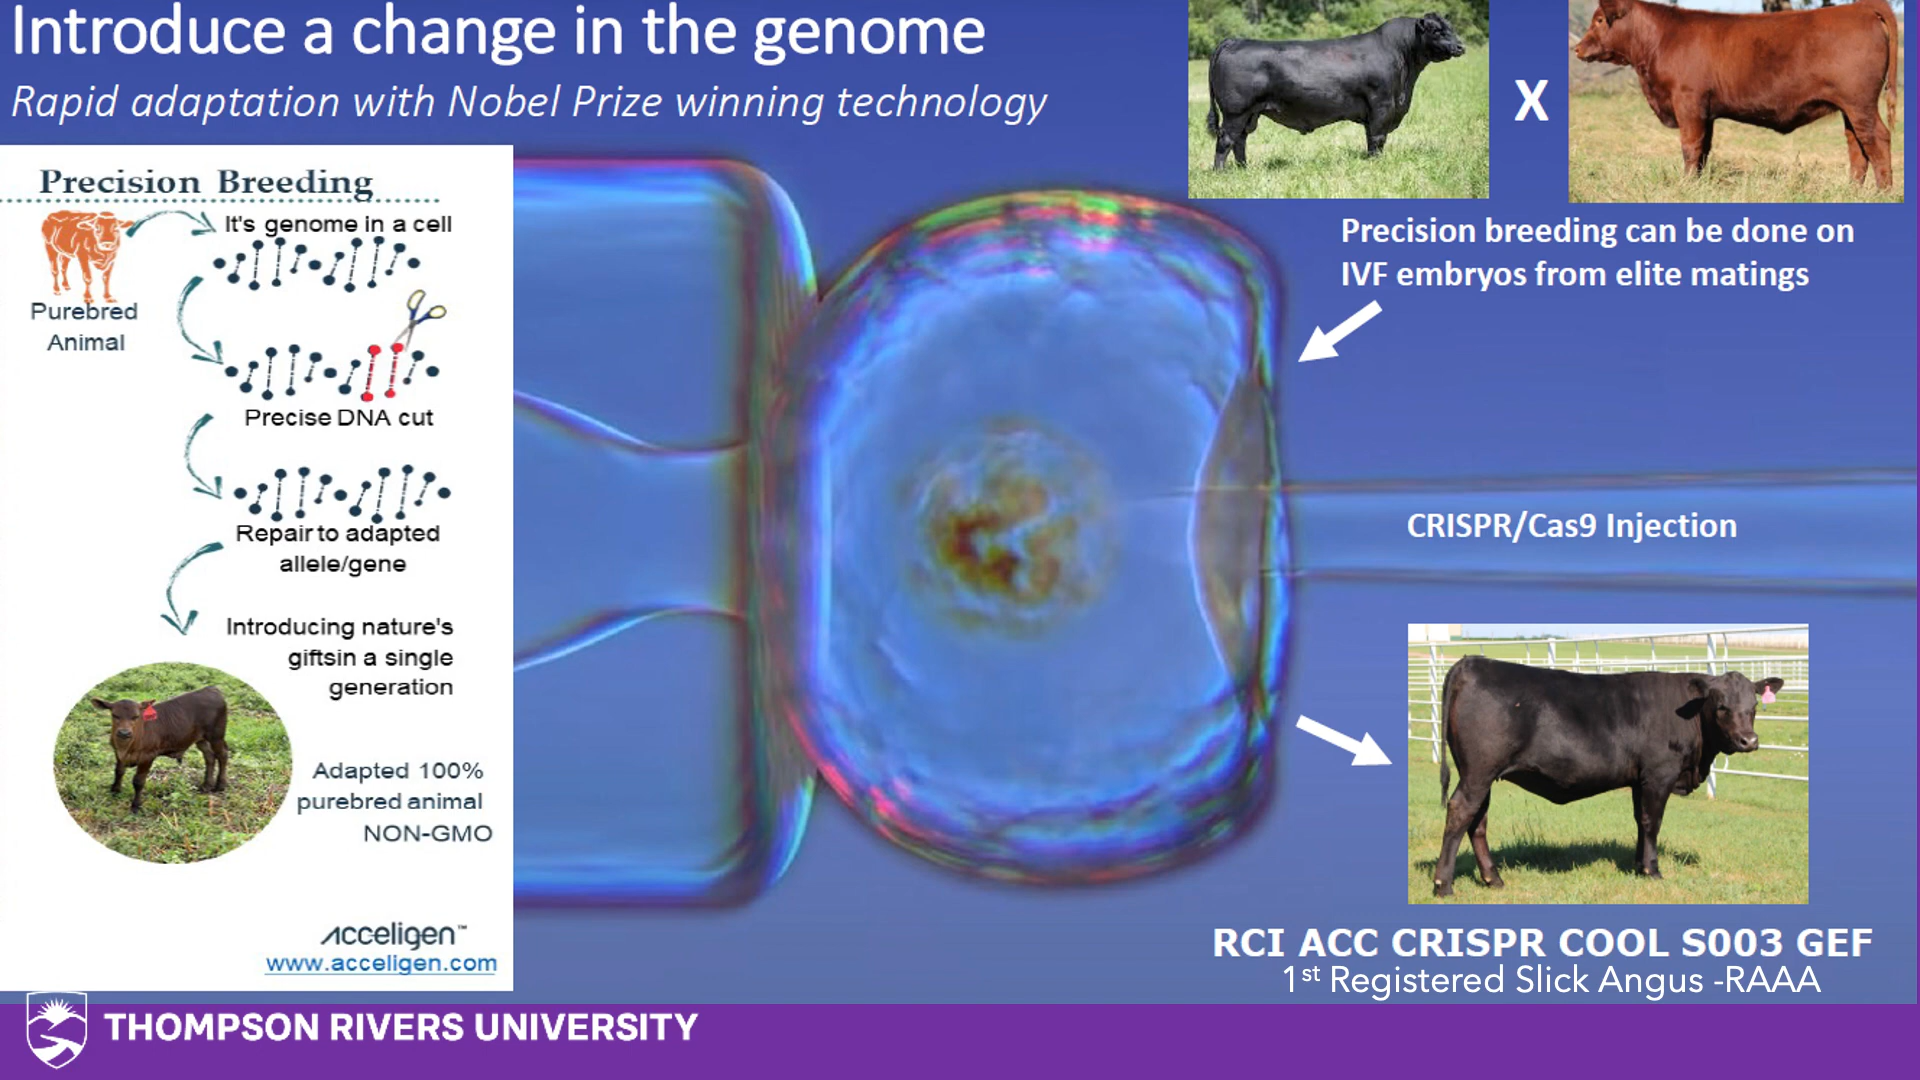 Introduce a change in the genome
Rapid adaptation with Nobel Prize winning technology
X
Precision Breeding
It's genome in a cell
Purebred
Animal
Precise DNA cut
Repair to adapted
allele/gene
Introducing nature's
giftsin a single
generation
Adapted 100%
purebred animal
NON-GMO
Acceligen™
www.acceligen.com
Precision breeding can be done on
IVF embryos from elite matings
CRISPR/Cas9 Injection
RCI ACC CRISPR COOL S003 GEF
1st Registered Slick Angus -RAAA
THOMPSON RIVERS UNIVERSITY